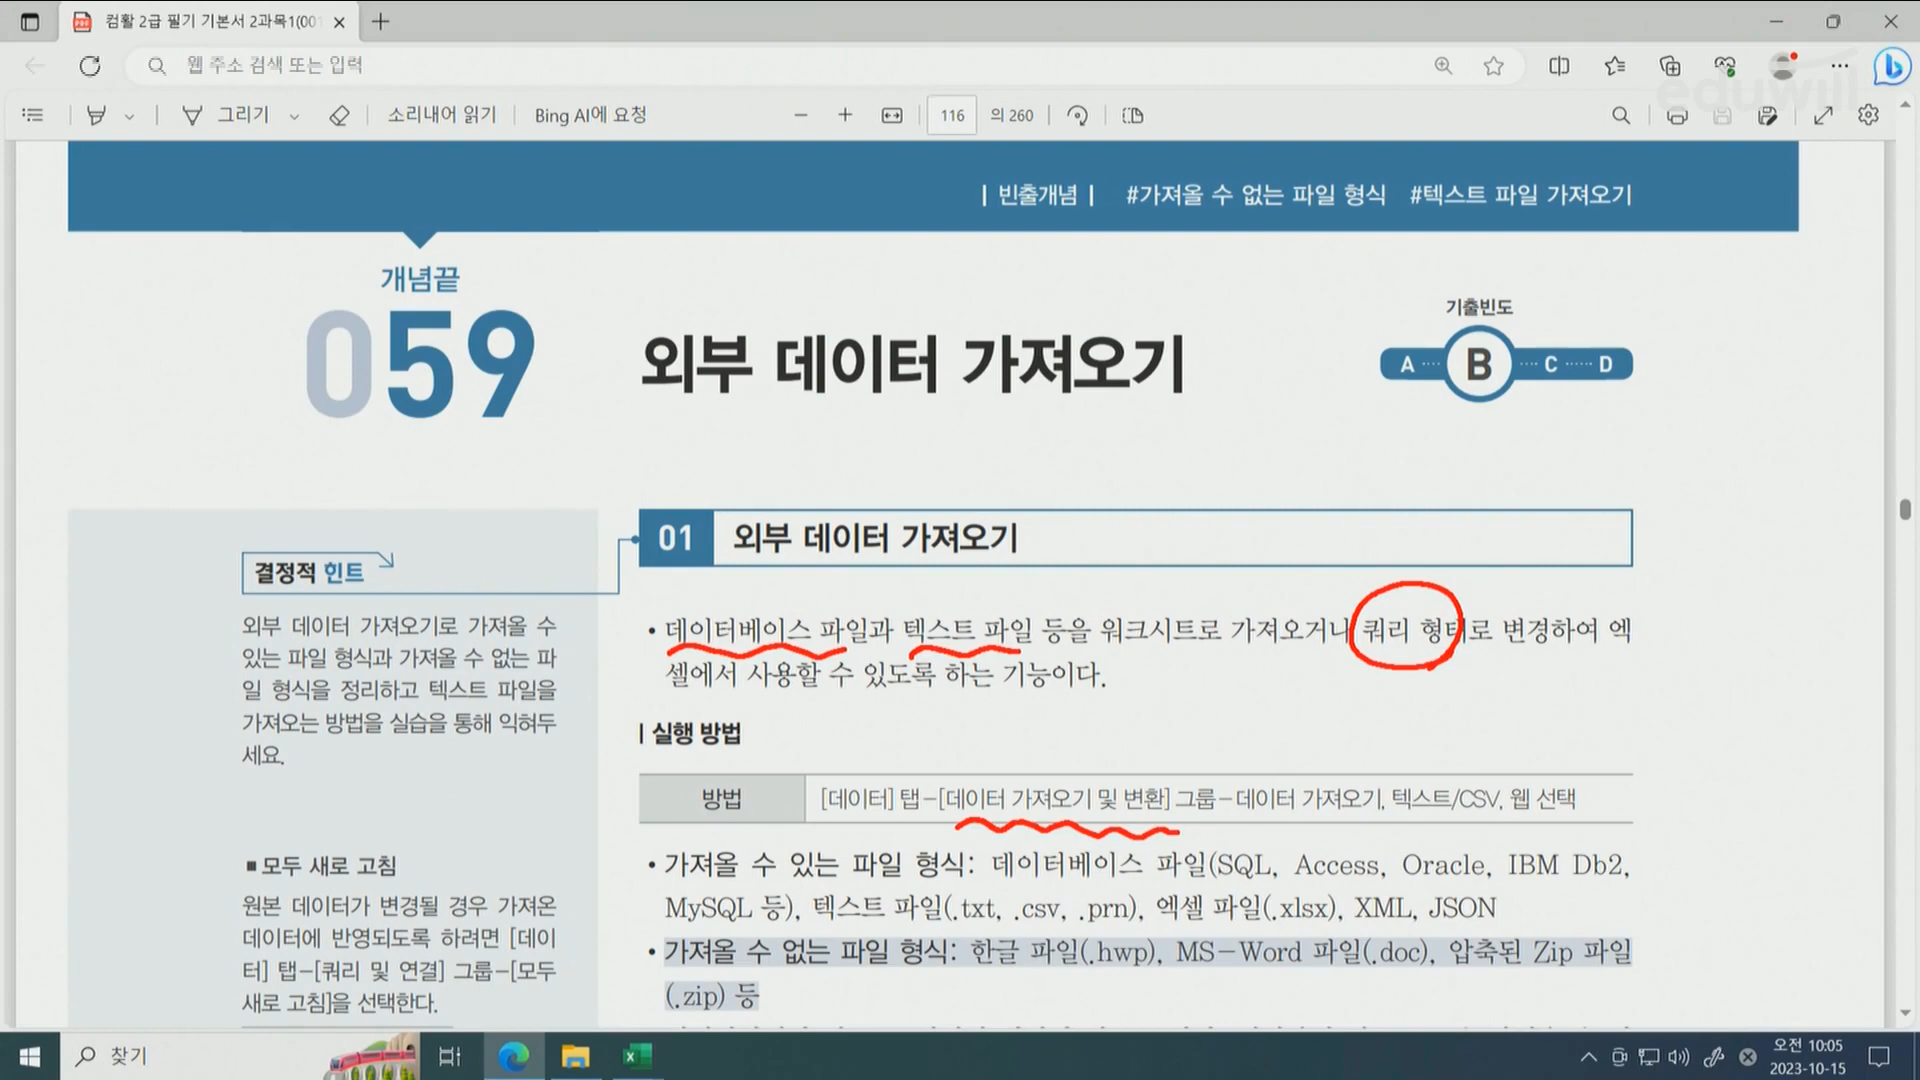 컴활 2급 필기 기본서 2과목1(001
웹 주소 검색 또는 입력
eduwill
그리기
소리내어 읽기
Bing AI에 요청
116
의 260
| 빈출개념 | #가져올 수 없는 파일 형식 #텍스트 파일 가져오기
개념끝
059
외부 데이터 가져오기
기출빈도
A B C D
결정적 힌트
외부 데이터 가져오기로 가져올 수
있는 파일 형식과 가져올 수 없는 파
일 형식을 정리하고 텍스트 파일을
가져오는 방법을 실습을 통해 익혀두
세요.
■ 모두 새로 고침
원본 데이터가 변경될 경우 가져온
데이터에 반영되도록 하려면 [데이
터] 탭-[쿼리 및 연결] 그룹-[모두
새로 고침]을 선택한다.
01 외부 데이터 가져오기
• 데이터베이스 파일과 텍스트 파일 등을 워크시트로 가져오거나 쿼리 형태로 변경하여 엑
셀에서 사용할 수 있도록 하는 기능이다.
| 실행 방법
방법 [데이터] 탭-[데이터 가져오기 및 변환] 그룹-데이터 가져오기, 텍스트/CSV, 웹 선택
• 가져올 수 있는 파일 형식: 데이터베이스 파일(SQL, Access, Oracle, IBM Db2,
MySQL 등), 텍스트 파일(.txt, .csv, .prn), 엑셀 파일(.xlsx), XML, JSON
• 가져올 수 없는 파일 형식: 한글 파일(.hwp), MS-Word 파일(.doc), 압축된 Zip 파일
(.zip) 등
찾기
오전 10:05
2023-10-15